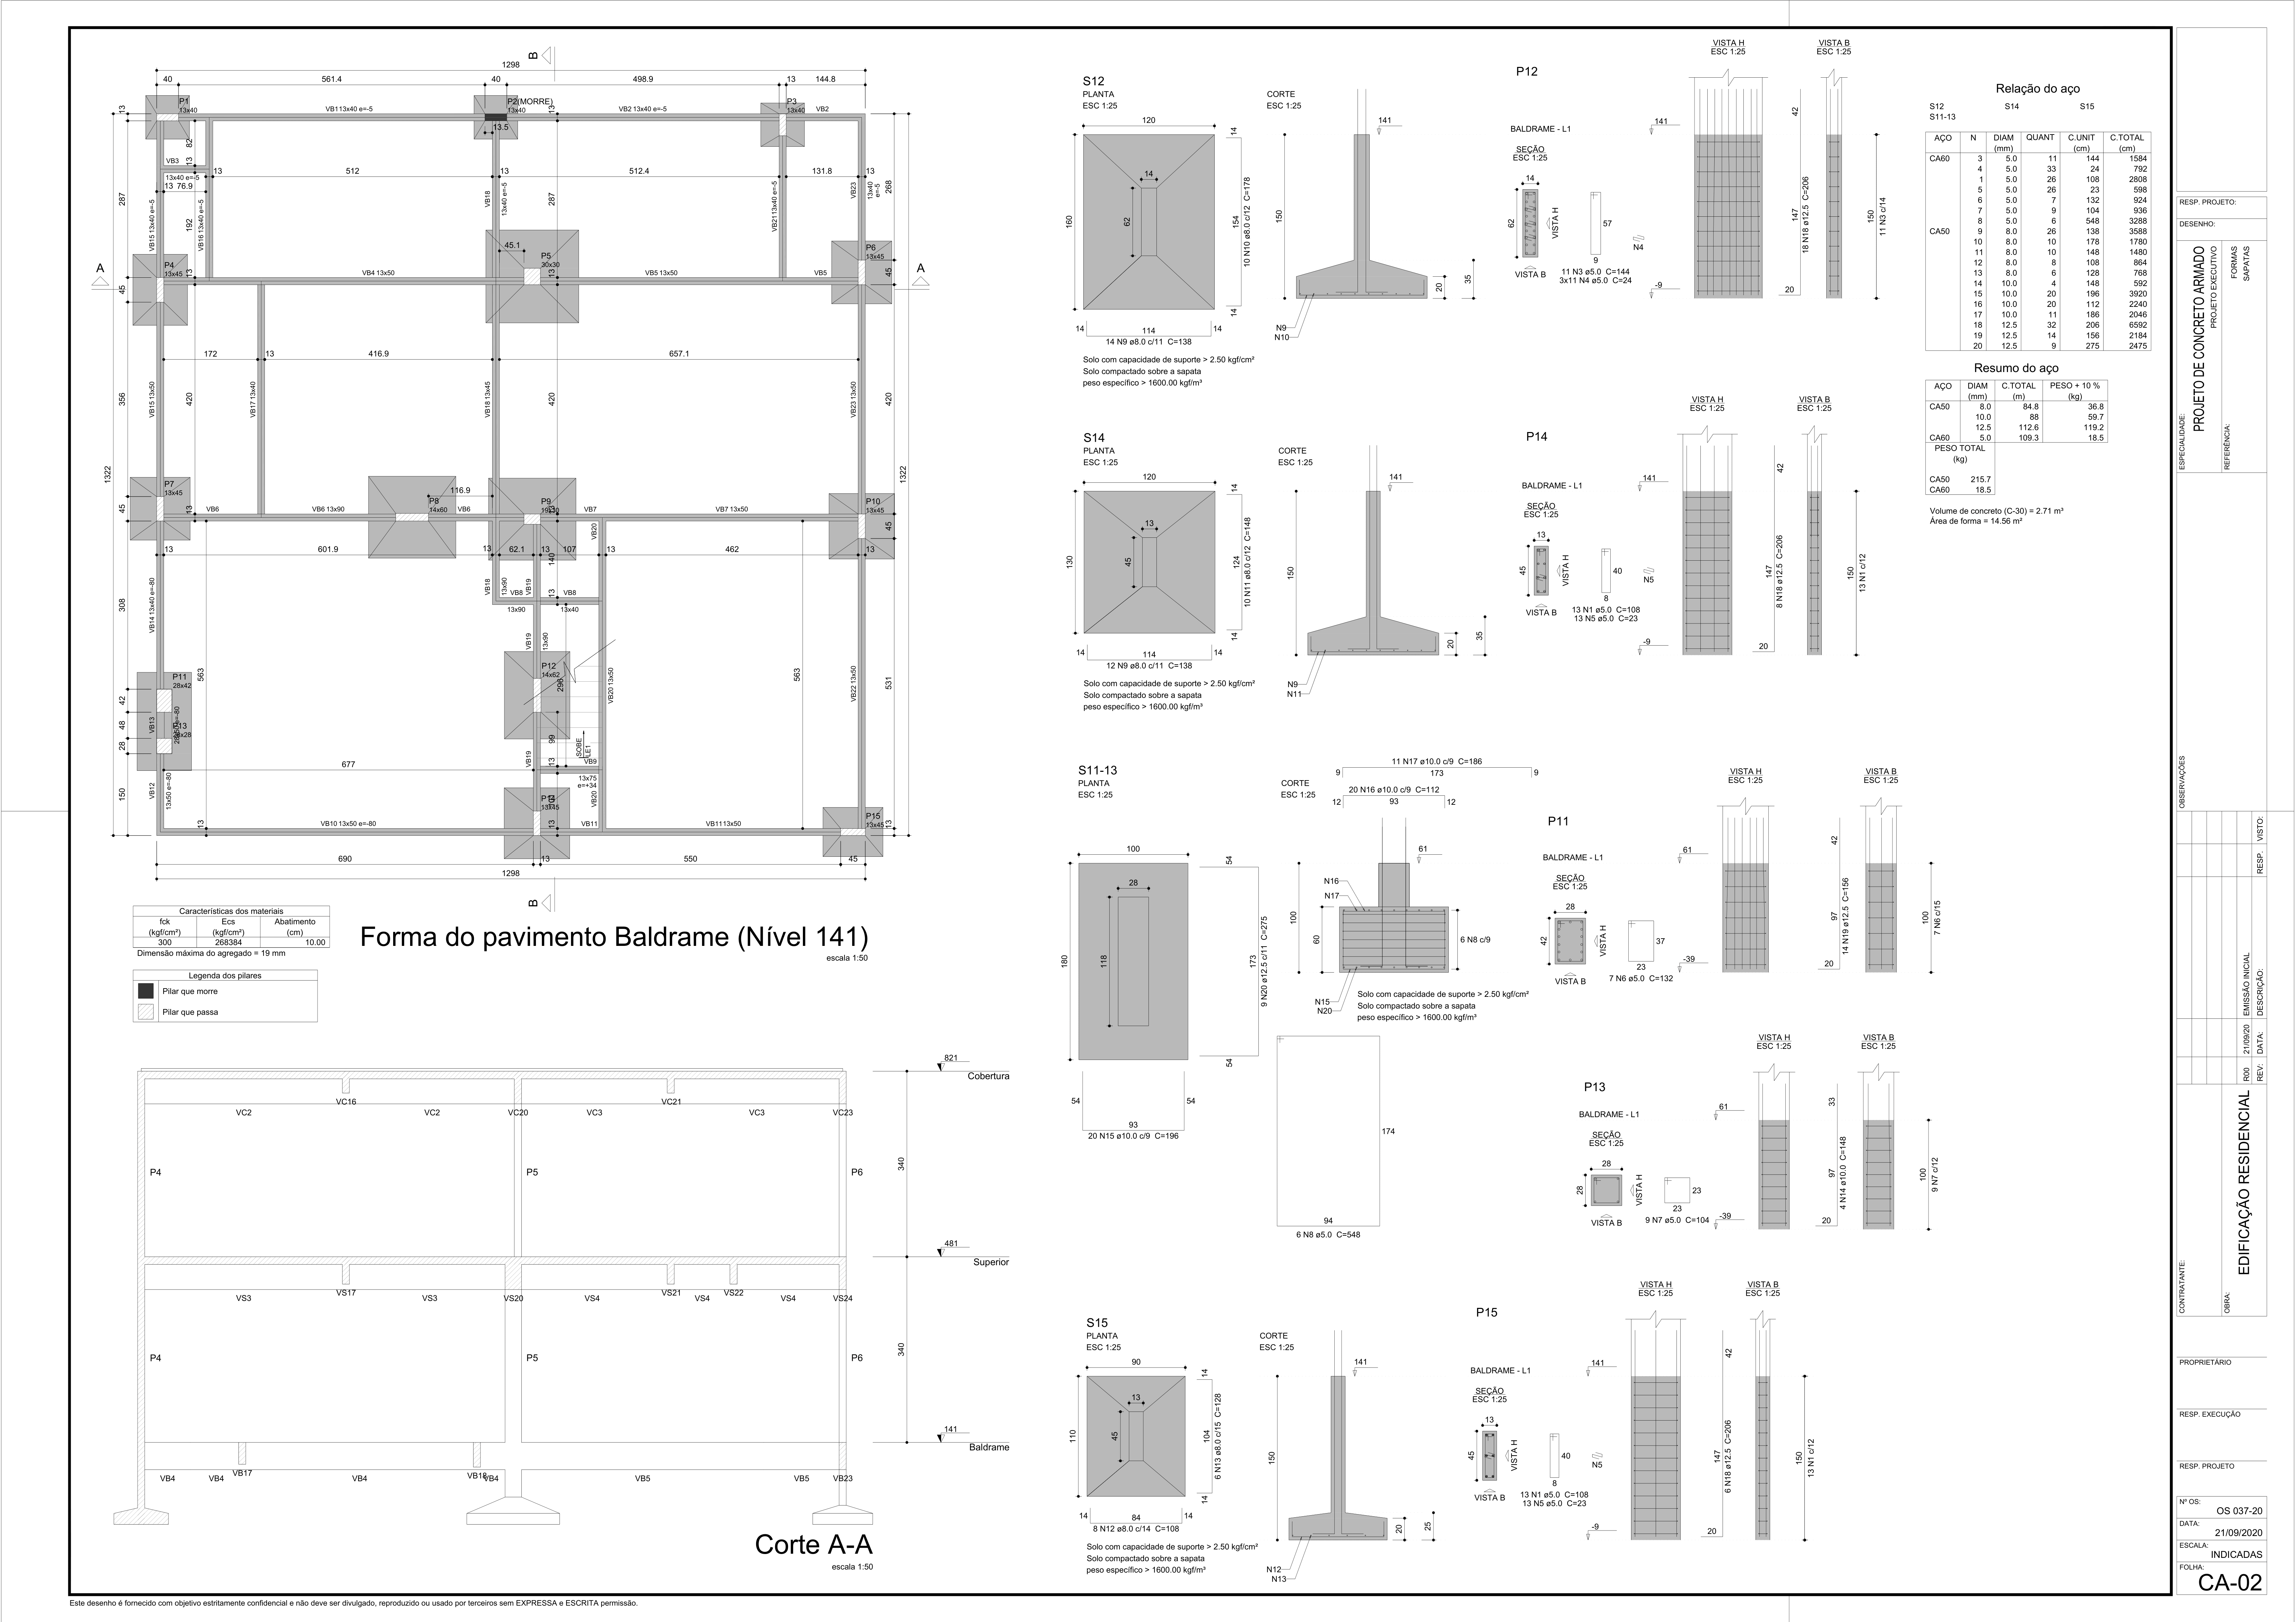 Forma do pavimento Baldrame (Nível 141)
escala 1:50
B
1298
40 561.4 40 498.9 13 144.8
P1
13x40
VB113x40 e=-5
P2(MORRE)
13x40
VB2 13x40 e=-5
P3
13x40
VB2
13
82
13
13.5
VB3
13x40 e=-5
13 76.9
13 512 13 512.4 131.8 13
287
192
VB15 13x40 e=-5
VB16 13x40 e=-5
VB18
13x40 e=-5
287
VB2113x40 e=-5
VB23
13x40
e=-5
268
A
P4
13x45
VB4 13x50
45.1
P5
30x30
VB5 13x50
VB5
P6
13x45
A
45
13
13
45
172 13 416.9 657.1
356
VB15 13x50
420
VB17 13x40
VB18 13x45
420
VB23 13x50
420
1322
1322
P7
13x45
VB6
VB6 13x90
P8
14x60
116.9
VB6
P9
VB7
VB7 13x50
P10
13x45
45
13
45
13 601.9 13 62.1 13 107 13 462 13
VB20
140
308
VB14 13x40 e=-80
VB18
13x90
VB19
VB8
VB8
13
13x90
13x40
563
VB19
13x90
P12
14x62
296
VB20 13x50
563
VB22 13x50
531
P11
28x42
42
48
28
VB13
P13
SOBE
LE1
99
VB19
13
VB9
677
13x75
e=+34
VB20
150
VB12
13x50 e=-80
13
VB10 13x50 e=-80
13x45
13
VB11
VB1113x50
P15
13x45
13
690 13 550 45
1298
B
Características dos materiais
fck Ecs Abatimento
(kgf/cm²) (kgf/cm²) (cm)
300 268384 10.00
Dimensão máxima do agregado = 19 mm
Legenda dos pilares
Pilar que morre
Pilar que passa
821
Cobertura
VC2 VC16 VC2 VC20 VC3 VC21 VC3 VC23
P4 P5 P6
340
481
Superior
VS3 VS17 VS3 VS20 VS4 VS21 VS4 VS22 VS4 VS24
P4 P5 P6
340
141
Baldrame
VB4 VB4 VB17 VB4 VB4 VB5 VB5 VB23
Corte A-A
escala 1:50
S12
PLANTA
ESC 1:25
120
14
14
160
62
154
10 N10 ø8.0 c/12 C=178
14
14 114 14
14 N9 ø8.0 c/11 C=138
Solo com capacidade de suporte > 2.50 kgf/cm²
Solo compactado sobre a sapata
peso específico > 1600.00 kgf/m³
CORTE
ESC 1:25
141
150
20
35
N9
N10
P12
BALDRAME - L1
SEÇÃO
ESC 1:25
14
62
VISTA H
VISTA B
57
9
N4
11 N3 ø5.0 C=144
3x11 N4 ø5.0 C=24
VISTA H
ESC 1:25
141
-9
42
147
18 N18 ø12.5 C=206
20
VISTA B
ESC 1:25
150
11 N3 c/14
S14
PLANTA
ESC 1:25
120
14
13
130
45
124
10 N11 ø8.0 c/12 C=148
14
14 114 14
12 N9 ø8.0 c/11 C=138
Solo com capacidade de suporte > 2.50 kgf/cm²
Solo compactado sobre a sapata
peso específico > 1600.00 kgf/m³
CORTE
ESC 1:25
141
150
20
35
N9
N11
P14
BALDRAME - L1
SEÇÃO
ESC 1:25
13
45
VISTA H
VISTA B
40
8
N5
13 N1 ø5.0 C=108
13 N5 ø5.0 C=23
VISTA H
ESC 1:25
141
-9
42
147
8 N18 ø12.5 C=206
20
VISTA B
ESC 1:25
150
13 N1 c/12
S11-13
PLANTA
ESC 1:25
100
54
28
180
118
173
9 N20 ø12.5 c/11 C=275
54
54 54
93
20 N15 ø10.0 c/9 C=196
CORTE
ESC 1:25
11 N17 ø10.0 c/9 C=186
9 173 9
20 N16 ø10.0 c/9 C=112
12 93 12
61
N16
N17
100
60
6 N8 c/9
N15
N20
Solo com capacidade de suporte > 2.50 kgf/cm²
Solo compactado sobre a sapata
peso específico > 1600.00 kgf/m³
174
94
6 N8 ø5.0 C=548
P11
BALDRAME - L1
SEÇÃO
ESC 1:25
28
42
VISTA H
VISTA B
37
23
7 N6 ø5.0 C=132
VISTA H
ESC 1:25
61
-39
42
97
14 N19 ø12.5 C=156
20
VISTA B
ESC 1:25
100
7 N6 c/15
P13
BALDRAME - L1
SEÇÃO
ESC 1:25
28
28
VISTA H
VISTA B
23
23
9 N7 ø5.0 C=104
VISTA H
ESC 1:25
61
-39
33
97
4 N14 ø10.0 C=148
20
VISTA B
ESC 1:25
100
9 N7 c/12
S15
PLANTA
ESC 1:25
90
14
13
110
45
104
6 N13 ø8.0 c/15 C=128
14
14 84 14
8 N12 ø8.0 c/14 C=108
Solo com capacidade de suporte > 2.50 kgf/cm²
Solo compactado sobre a sapata
peso específico > 1600.00 kgf/m³
CORTE
ESC 1:25
141
150
20
25
N12
N13
P15
BALDRAME - L1
SEÇÃO
ESC 1:25
13
45
VISTA H
VISTA B
40
8
N5
13 N1 ø5.0 C=108
13 N5 ø5.0 C=23
VISTA H
ESC 1:25
141
-9
42
147
6 N18 ø12.5 C=206
20
VISTA B
ESC 1:25
150
13 N1 c/12
Relação do aço
S12 S14 S15
S11-13
AÇO N DIAM QUANT C.UNIT C.TOTAL
(mm) (cm) (cm)
CA60 3 5.0 11 144 1584
4 5.0 33 24 792
1 5.0 26 108 2808
5 5.0 26 23 598
6 5.0 7 132 924
7 5.0 9 104 936
8 5.0 6 548 3288
CA50 9 8.0 26 138 3588
10 8.0 10 178 1780
11 8.0 10 148 1480
12 8.0 8 108 864
13 8.0 6 128 768
14 10.0 4 148 592
15 10.0 20 196 3920
16 10.0 20 112 2240
17 10.0 11 186 2046
18 12.5 32 206 6592
19 12.5 14 156 2184
20 12.5 9 275 2475
Resumo do aço
AÇO DIAM C.TOTAL PESO + 10 %
(mm) (m) (kg)
CA50 8.0 84.8 36.8
10.0 88 59.7
12.5 112.6 119.2
CA60 5.0 109.3 18.5
PESO TOTAL
(kg)
CA50 215.7
CA60 18.5
Volume de concreto (C-30) = 2.71 m³
Área de forma = 14.56 m²
RESP. PROJETO:
DESENHO:
ESPECIALIDADE:
PROJETO DE CONCRETO ARMADO
PROJETO EXECUTIVO
REFERÊNCIA:
FORMAS
SAPATAS
OBSERVAÇÕES
REV: DATA: DESCRIÇÃO: RESP. VISTO:
R00 21/09/20 EMISSÃO INICIAL
CONTRATANTE:
OBRA:
EDIFICAÇÃO RESIDENCIAL
PROPRIETÁRIO
RESP. EXECUÇÃO
RESP. PROJETO
Nº OS:
OS 037-20
DATA:
21/09/2020
ESCALA:
INDICADAS
FOLHA:
CA-02
Este desenho é fornecido com objetivo estritamente confidencial e não deve ser divulgado, reproduzido ou usado por terceiros sem EXPRESSA e ESCRITA permissão.